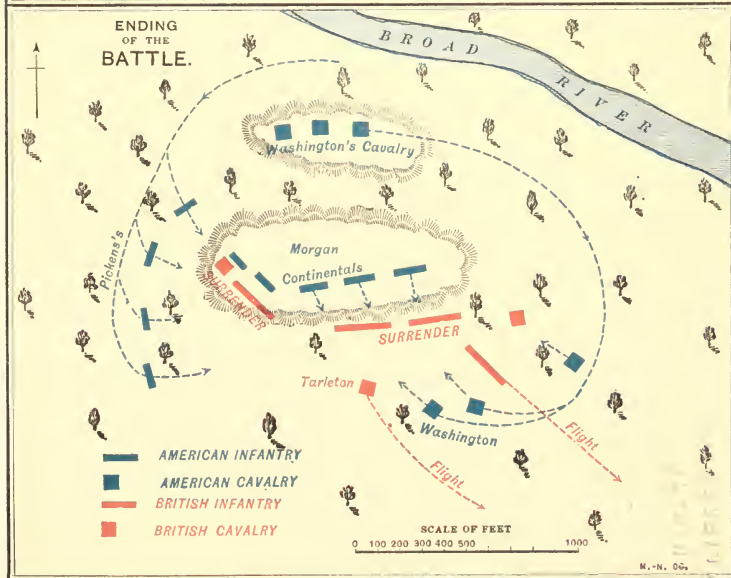 ENDING
OF THE
BATTLE.
BROAD RIVER
Washington's Cavalry
Pickens's
Morgan
Continentals
SURRENDER
SURRENDER
Tarleton
Washington
Flight
Flight
AMERICAN INFANTRY
AMERICAN CAVALRY
BRITISH INFANTRY
BRITISH CAVALRY
SCALE OF FEET
0 100 200 300 400 500 1000
M.-N. OG.